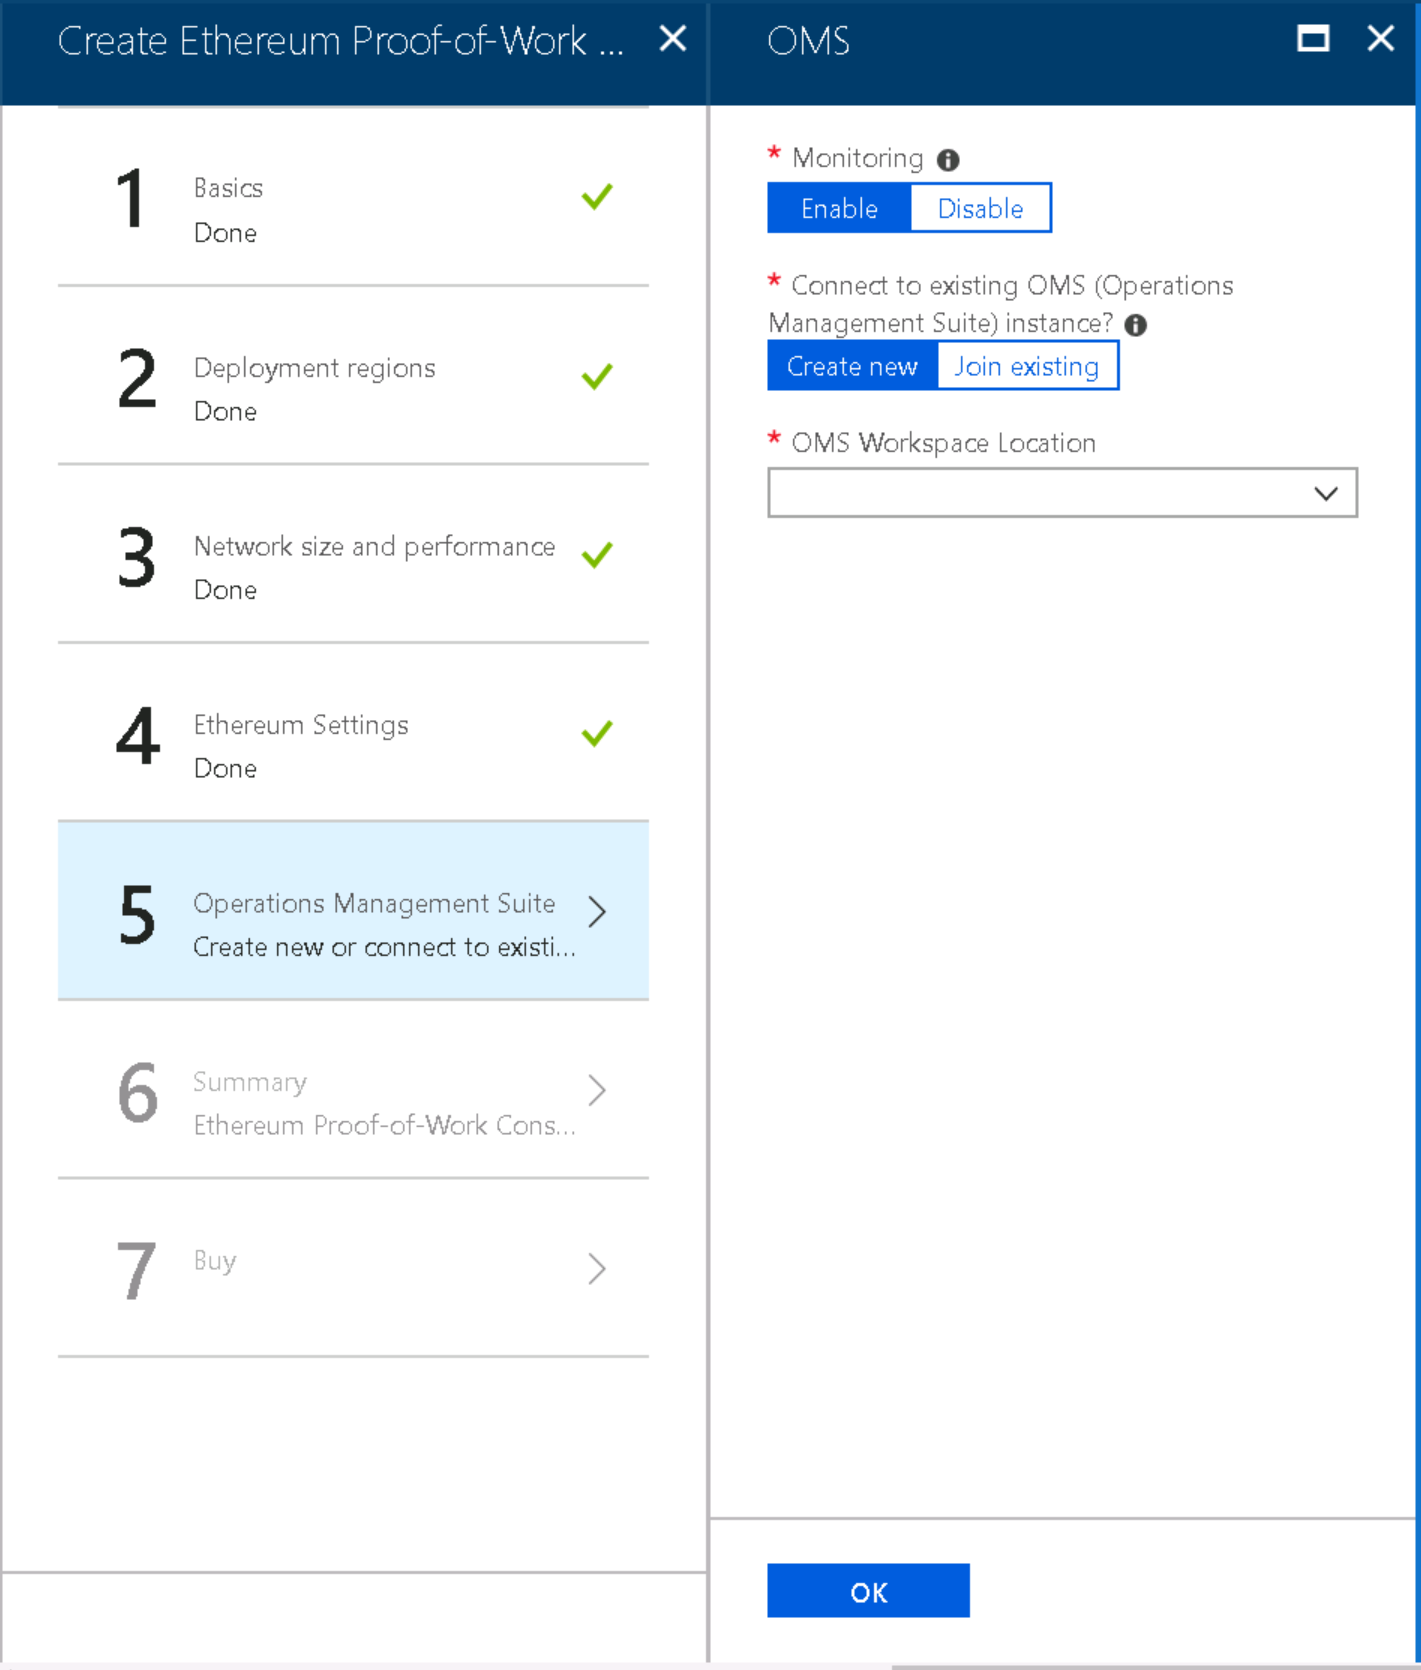 Create Ethereum Proof-of-Work ...
1
Basics
Done
2
Deployment regions
Done
3
Network size and performance
Done
4
Ethereum Settings
Done
5
Operations Management Suite
Create new or connect to existi...
6
Summary
Ethereum Proof-of-Work Cons...
7
Buy
OMS
* Monitoring
Enable Disable
* Connect to existing OMS (Operations
Management Suite) instance?
Create new Join existing
* OMS Workspace Location
OK